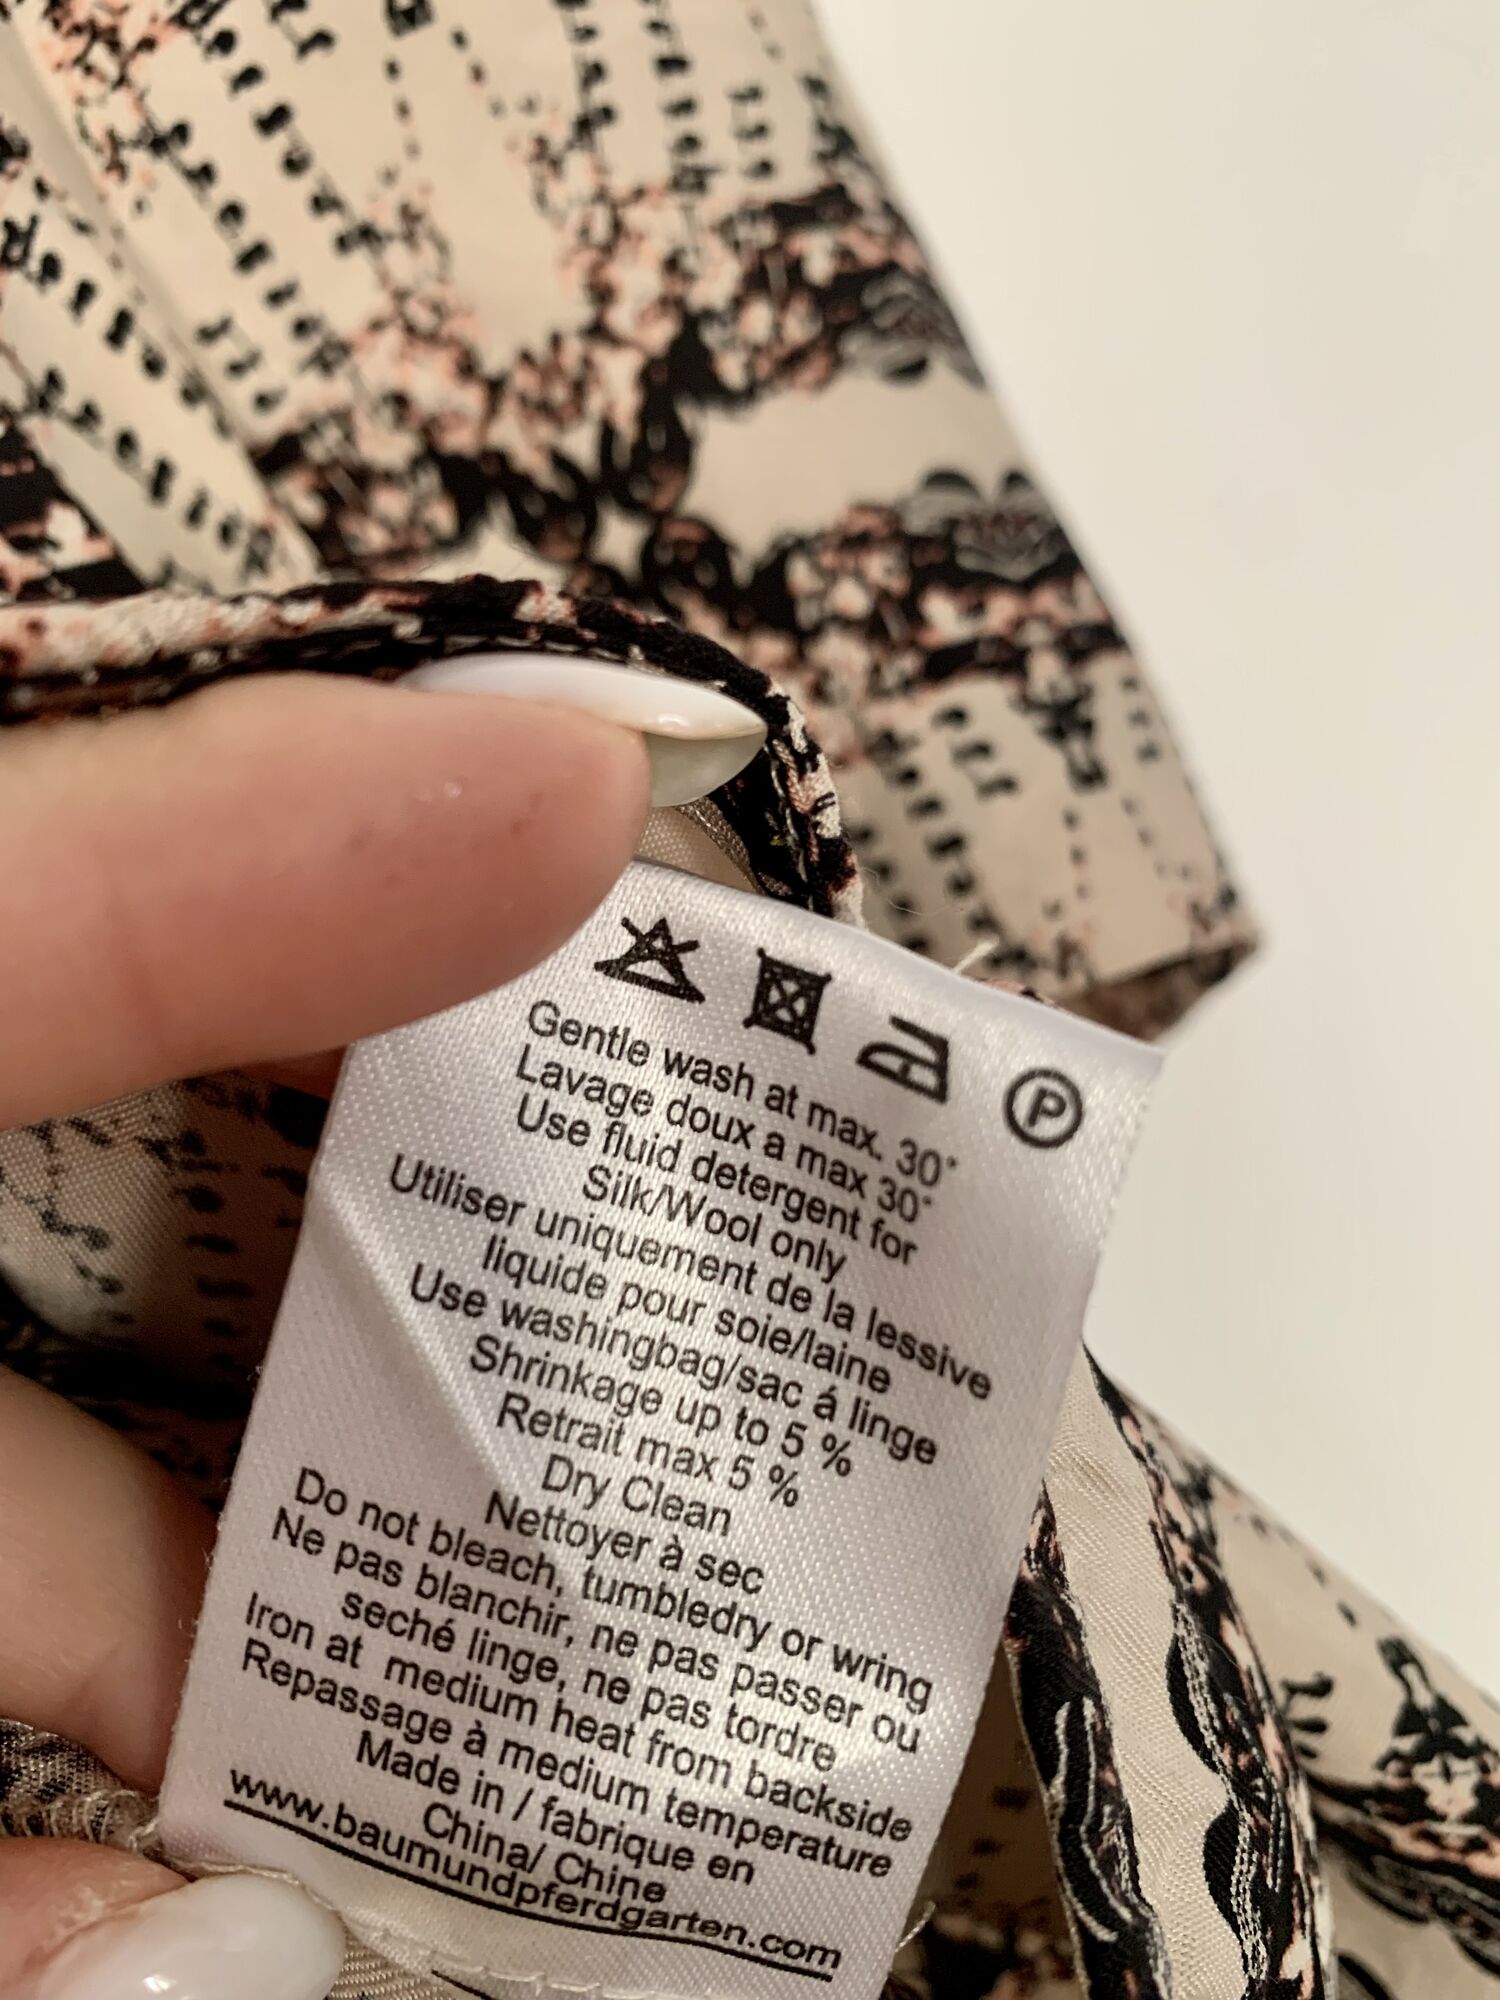 P
Gentle wash at max. 30°
Lavage doux a max 30°
Use fluid detergent for
Silk/Wool only
Utiliser uniquement de la lessive
liquide pour soie/laine
Use washingbag/sac á linge
Shrinkage up to 5 %
Retrait max 5 %
Dry Clean
Nettoyer à sec
Do not bleach, tumbledry or wring
Ne pas blanchir, ne pas passer ou
seché linge, ne pas tordre
Iron at medium heat from backside
Repassage à medium temperature
Made in / fabrique en
China/ Chine
www.baumundpferdgarten.com